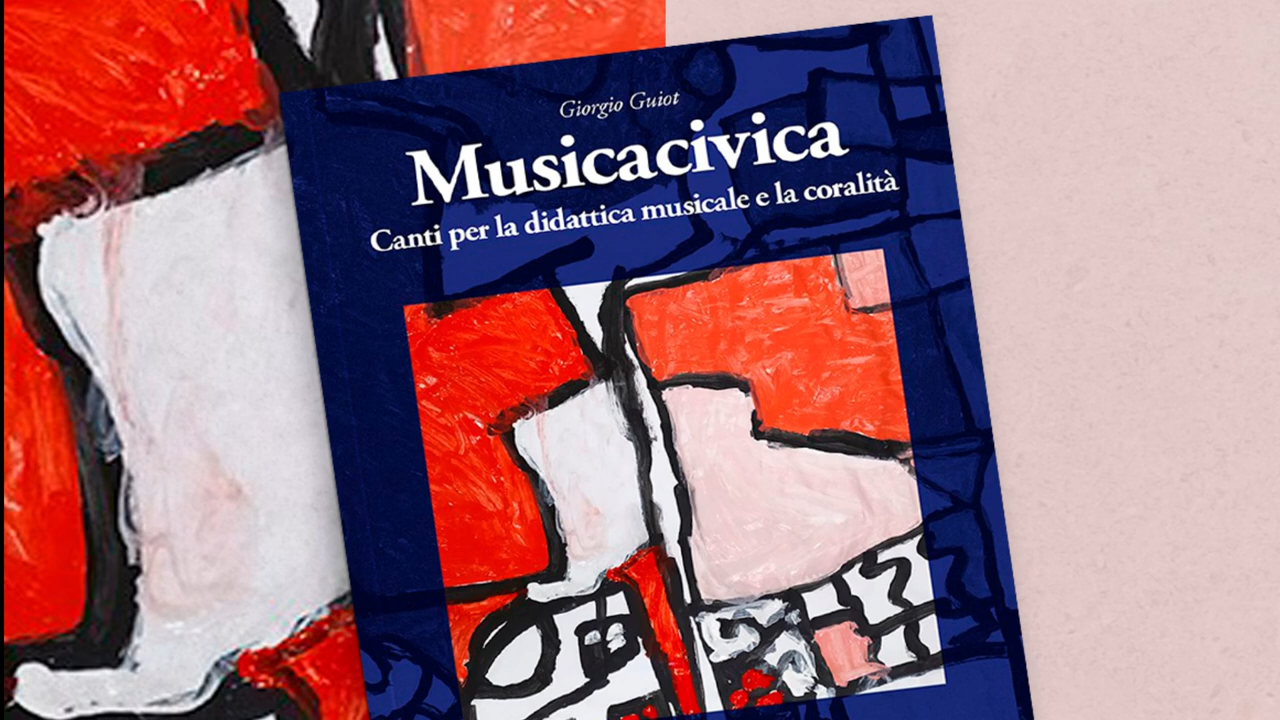 Giorgio Guiot
Musicacivica
Canti per la didattica musicale e la coralità